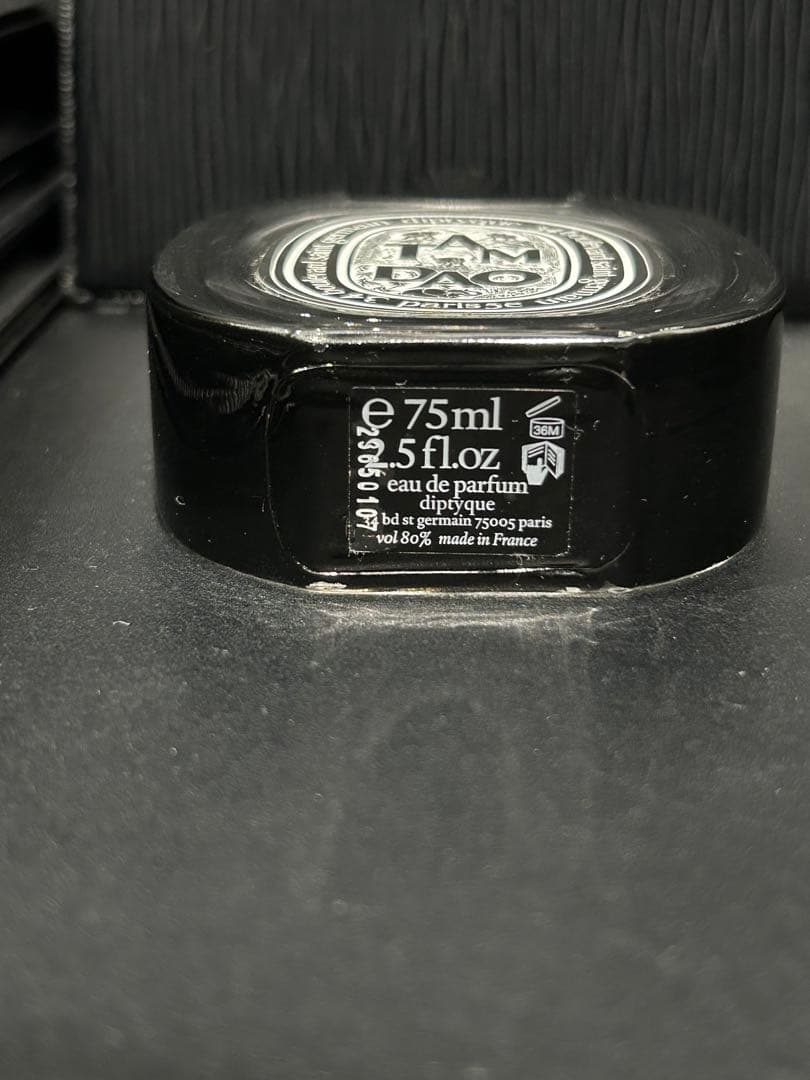 TAM
DAO
℮ 75ml
2.5 fl.oz
36M
eau de parfum
diptyque
34 bd st germain 75005 paris
vol 80% made in France
29650107